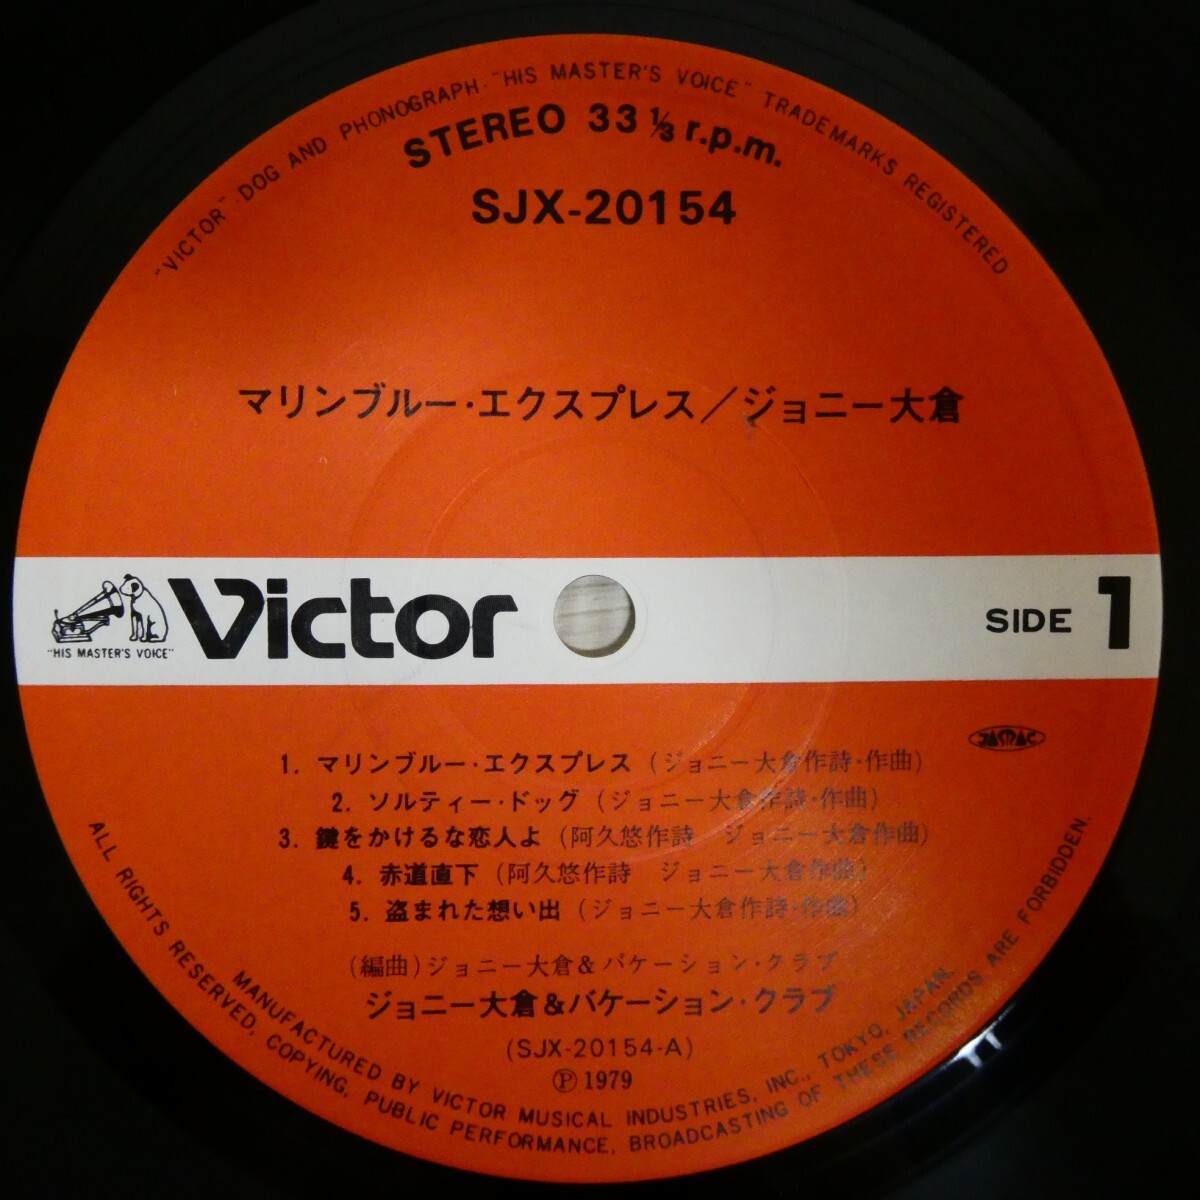 "VICTOR"·DOG AND PHONOGRAPH·"HIS MASTER'S VOICE" TRADEMARKS REGISTERED
STEREO 33 1/3 r.p.m.
SJX-20154
マリンブルー・エクスプレス／ジョニー大倉
"HIS MASTER'S VOICE"
Victor
SIDE 1
JASRAC
1. マリンブルー・エクスプレス（ジョニー大倉作詩・作曲）
2. ソルティー・ドッグ（ジョニー大倉作詩・作曲）
3. 鍵をかけるな恋人よ（阿久悠作詩　ジョニー大倉作曲）
4. 赤道直下（阿久悠作詩　ジョニー大倉作曲）
5. 盗まれた想い出（ジョニー大倉作詩・作曲）
（編曲）ジョニー大倉＆バケーション・クラブ
ジョニー大倉＆バケーション・クラブ
(SJX-20154-A)
Ⓟ 1979
MANUFACTURED BY VICTOR MUSICAL INDUSTRIES, INC., TOKYO, JAPAN.
ALL RIGHTS RESERVED, COPYING, PUBLIC PERFORMANCE, BROADCASTING OF THESE RECORDS ARE FORBIDDEN.